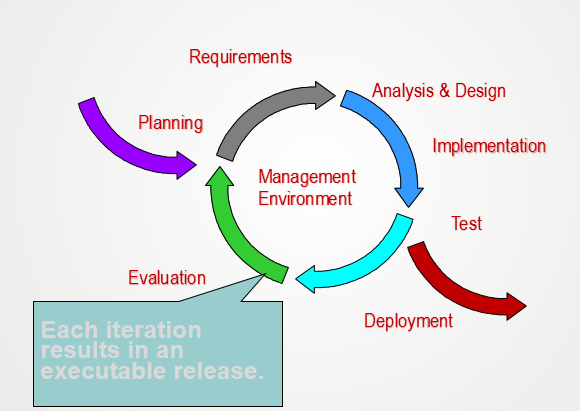 Requirements
Analysis & Design
Planning
Implementation
Management
Environment
Test
Evaluation
Deployment
Each iteration
results in an
executable release.